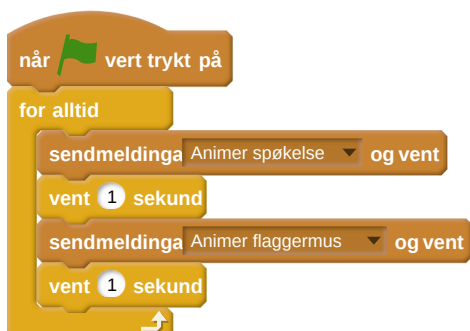 når vert trykt på
for alltid
sendmeldinga Animer spøkelse og vent
vent 1 sekund
sendmeldinga Animer flaggermus og vent
vent 1 sekund